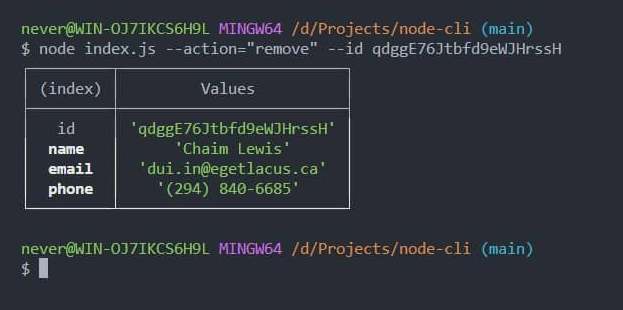 never@WIN-OJ7IKCS6H9L MINGW64 /d/Projects/node-cli (main)
$ node index.js --action="remove" --id qdggE76Jtbfd9eWJHrssH
(index) Values
id 'qdggE76Jtbfd9eWJHrssH'
name 'Chaim Lewis'
email 'dui.in@egetlacus.ca'
phone '(294) 840-6685'
never@WIN-OJ7IKCS6H9L MINGW64 /d/Projects/node-cli (main)
$